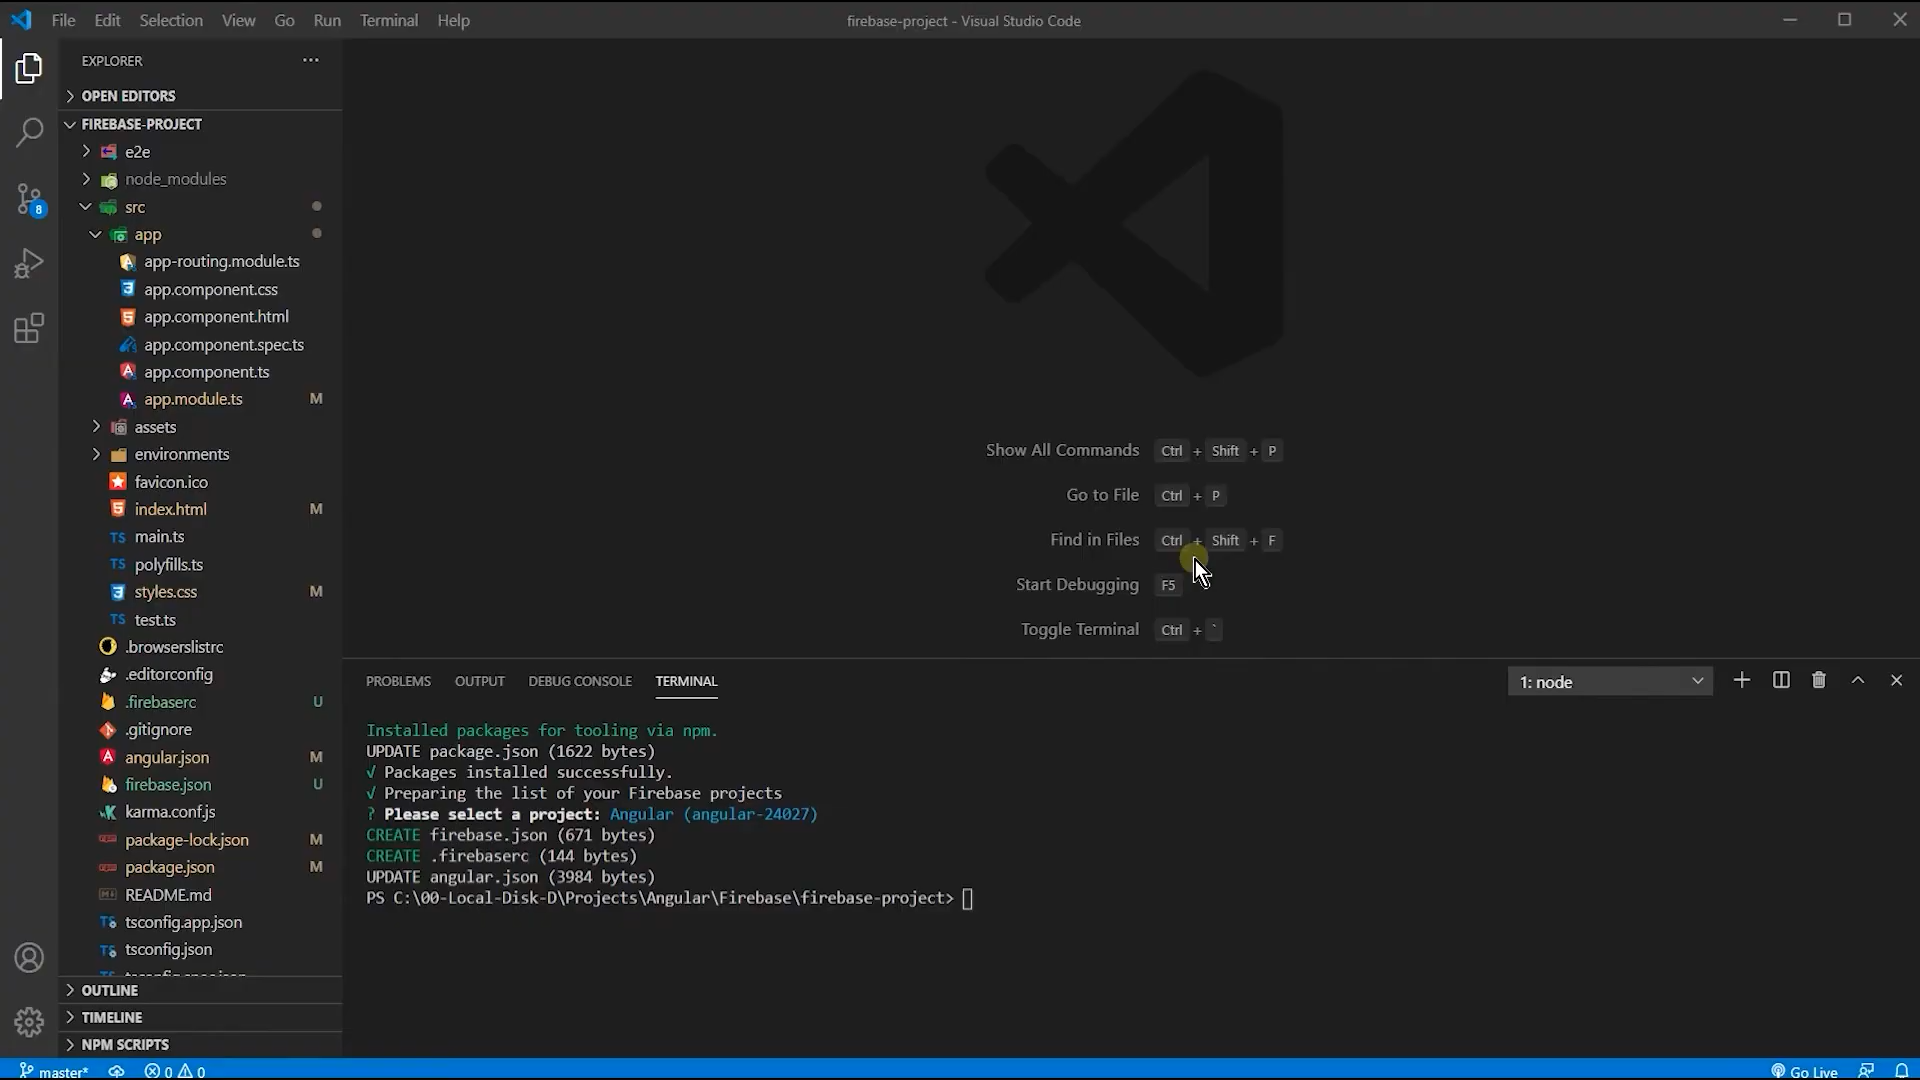 File Edit Selection View Go Run Terminal Help
firebase-project - Visual Studio Code
EXPLORER
OPEN EDITORS
FIREBASE-PROJECT
e2e
node_modules
src
app
app-routing.module.ts
app.component.css
app.component.html
app.component.spec.ts
app.component.ts
app.module.ts M
assets
environments
favicon.ico
index.html M
main.ts
polyfills.ts
styles.css M
test.ts
.browserslistrc
.editorconfig
.firebaserc U
.gitignore
angular.json M
firebase.json U
karma.conf.js
package-lock.json M
package.json M
README.md
tsconfig.app.json
tsconfig.json
OUTLINE
TIMELINE
NPM SCRIPTS
8
Show All Commands Ctrl + Shift + P
Go to File Ctrl + P
Find in Files Ctrl + Shift + F
Start Debugging F5
Toggle Terminal Ctrl + `
PROBLEMS OUTPUT DEBUG CONSOLE TERMINAL
1: node
Installed packages for tooling via npm.
UPDATE package.json (1622 bytes)
√ Packages installed successfully.
√ Preparing the list of your Firebase projects
? Please select a project: Angular (angular-24027)
CREATE firebase.json (671 bytes)
CREATE .firebaserc (144 bytes)
UPDATE angular.json (3984 bytes)
PS C:\00-Local-Disk-D\Projects\Angular\Firebase\firebase-project>
master* 0 0
Go Live